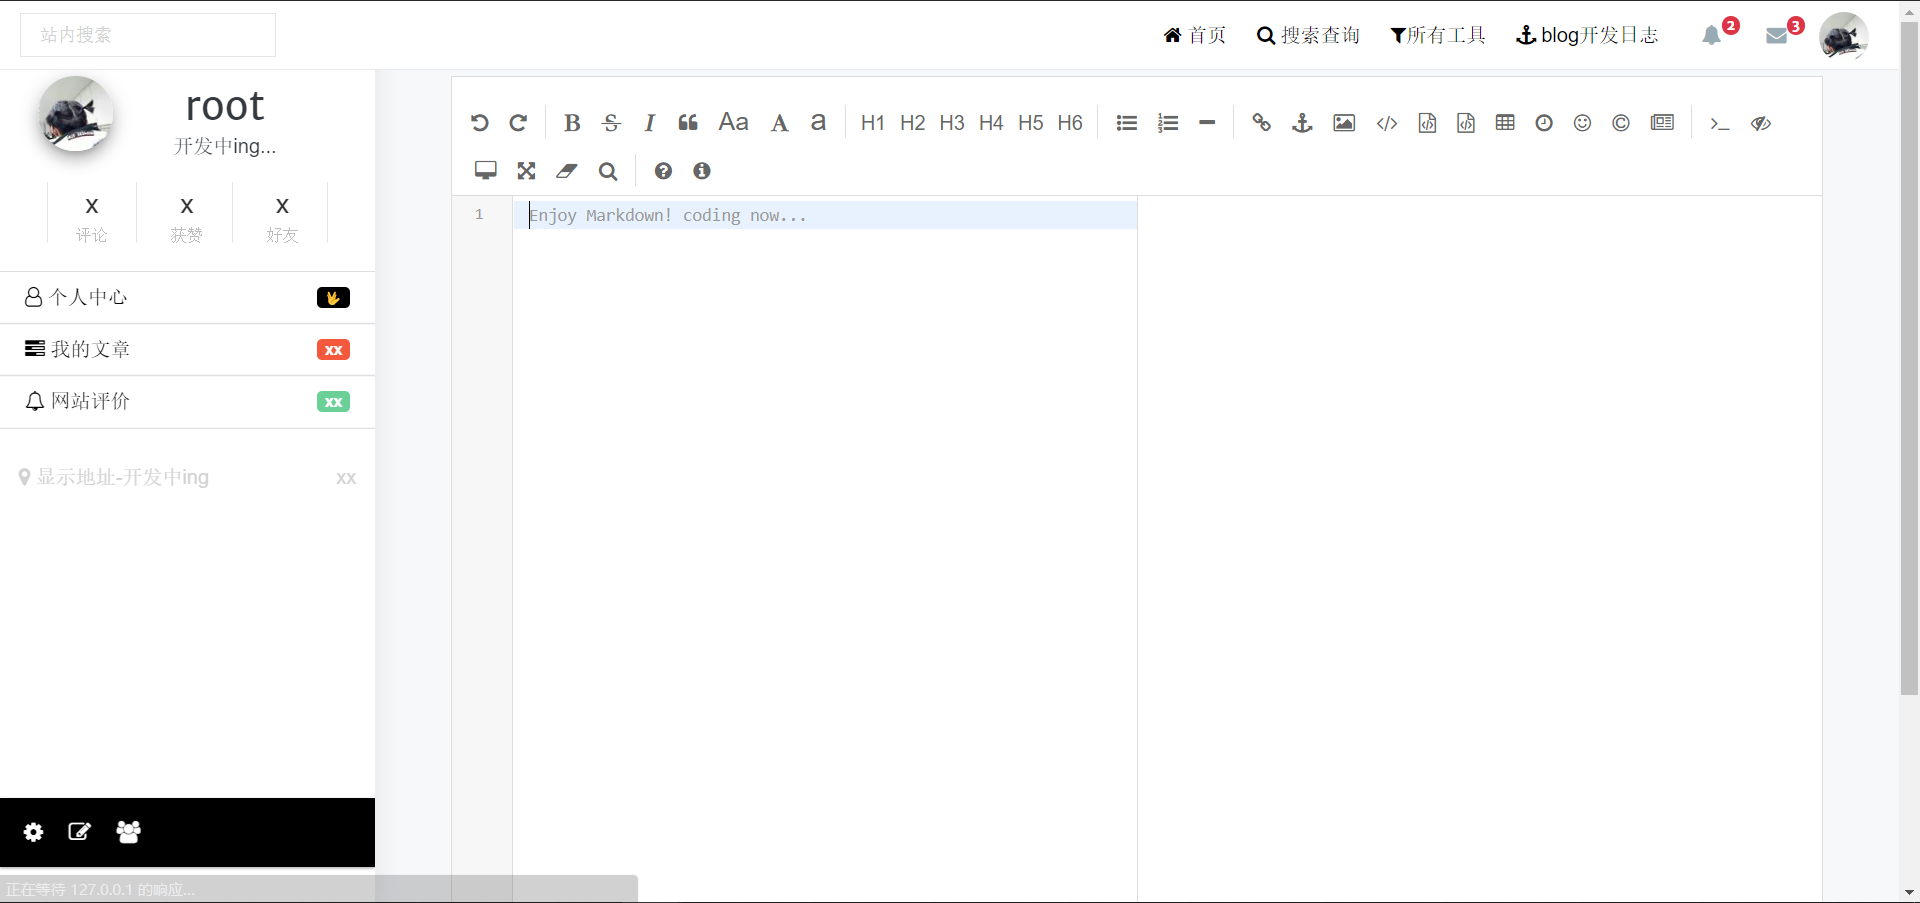 站内搜索
首页 搜索查询 所有工具 blog开发日志 2 3
root
开发中ing...
x x x
评论 获赞 好友
个人中心
我的文章 xx
网站评价 xx
显示地址-开发中ing xx
B S I Aa A a H1 H2 H3 H4 H5 H6
1 Enjoy Markdown! coding now...
正在等待 127.0.0.1 的响应...